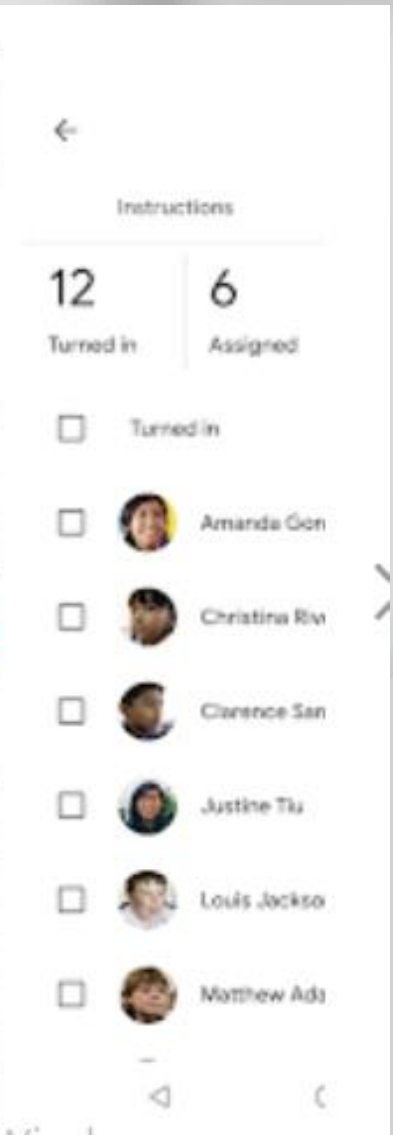 Instructions
12
6
Turned in
Assigned
Turned in
Amanda Gon
Christina Riv
Clarence San
Justine Tiu
Louis Jackso
Matthew Ada